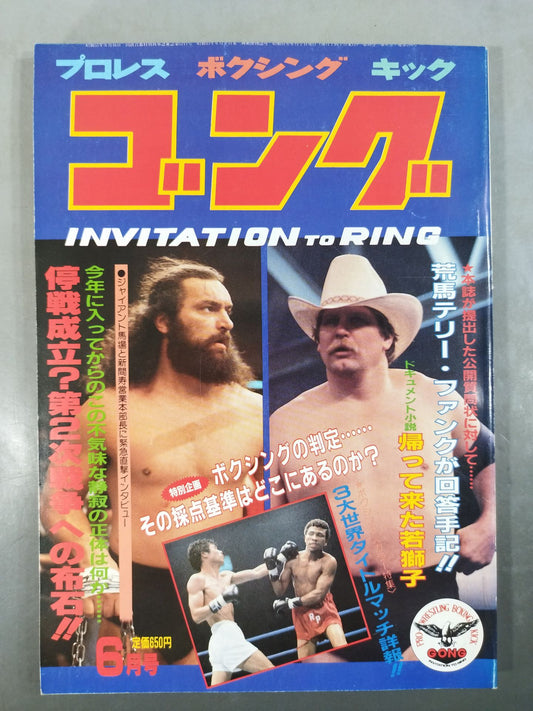 プロレス ボクシング キック
ゴング
INVITATION TO RING
★本誌が提出した公開質問状に対して……
荒馬テリー・ファンクが回答手記!!
ドキュメント小説
帰って来た若獅子
●ジャイアント馬場と新間寿営業本部長に緊急直撃インタビュー
今年に入ってからのこの不気味な静寂の正体は何か……
停戦成立?第2次
への布石!!
特別企画
ボクシングの判定……
その採点基準はどこにあるのか?
3大世界タイトルマッチ詳報!!
定価650円
6月号
PRO-WRESTLING BOXING KICK
GONG
INVITATION TO RING